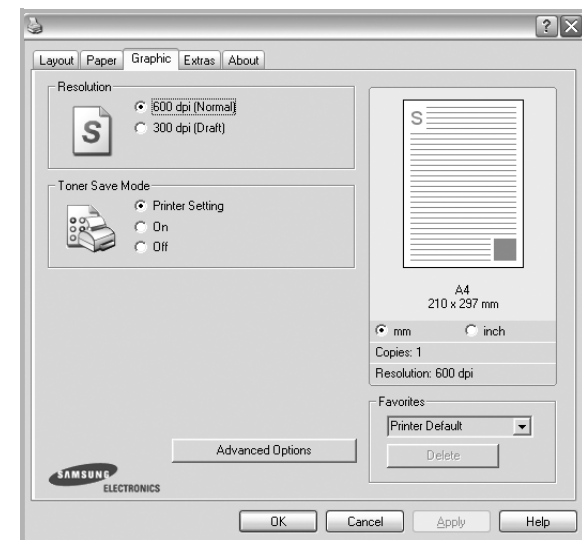 Layout Paper Graphic Extras About
Resolution
S
600 dpi (Normal)
300 dpi (Draft)
Toner Save Mode
Printer Setting
On
Off
Advanced Options
SAMSUNG
ELECTRONICS
S
A4
210 x 297 mm
mm inch
Copies: 1
Resolution: 600 dpi
Favorites
Printer Default
Delete
OK Cancel Apply Help